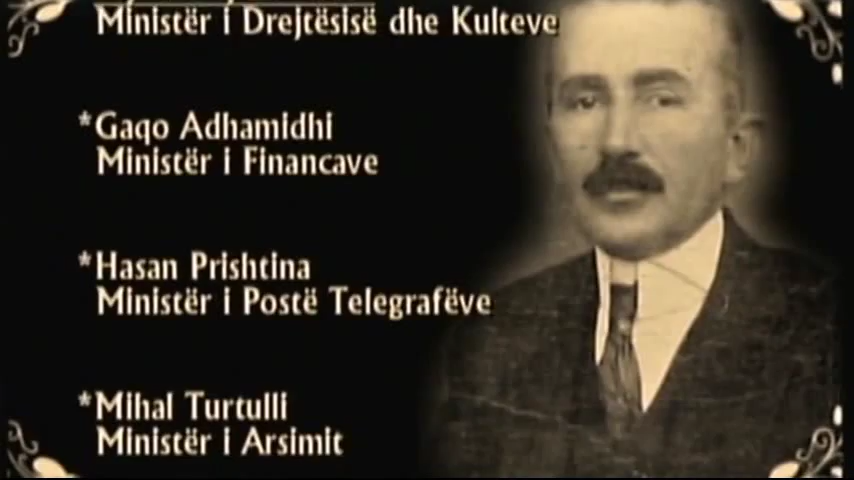 Ministër i Drejtësisë dhe Kulteve
*Gaqo Adhamidhi
Ministër i Financave
*Hasan Prishtina
Ministër i Postë Telegrafëve
*Mihal Turtulli
Ministër i Arsimit